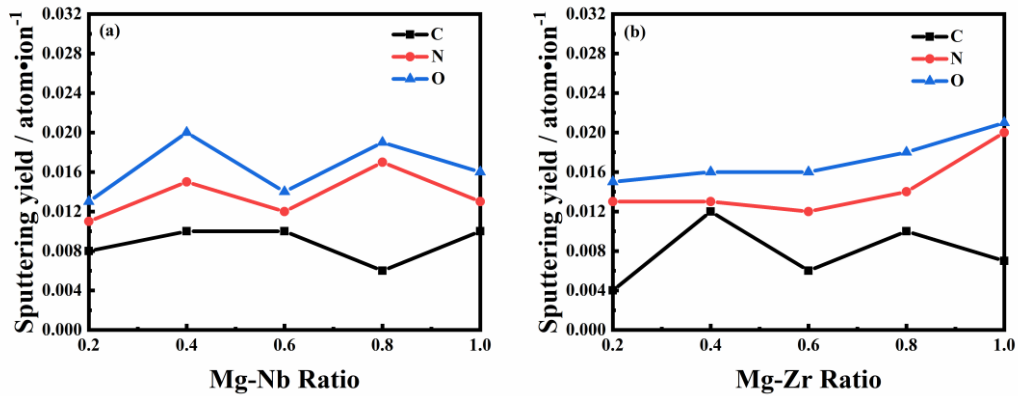 (a)
C
N
O
0.032
0.028
0.024
0.020
0.016
0.012
0.008
0.004
0.000
Sputtering yield / atom•ion⁻¹
0.2 0.4 0.6 0.8 1.0
Mg-Nb Ratio
(b)
C
N
O
0.032
0.028
0.024
0.020
0.016
0.012
0.008
0.004
0.000
Sputtering yield / atom•ion⁻¹
0.2 0.4 0.6 0.8 1.0
Mg-Zr Ratio